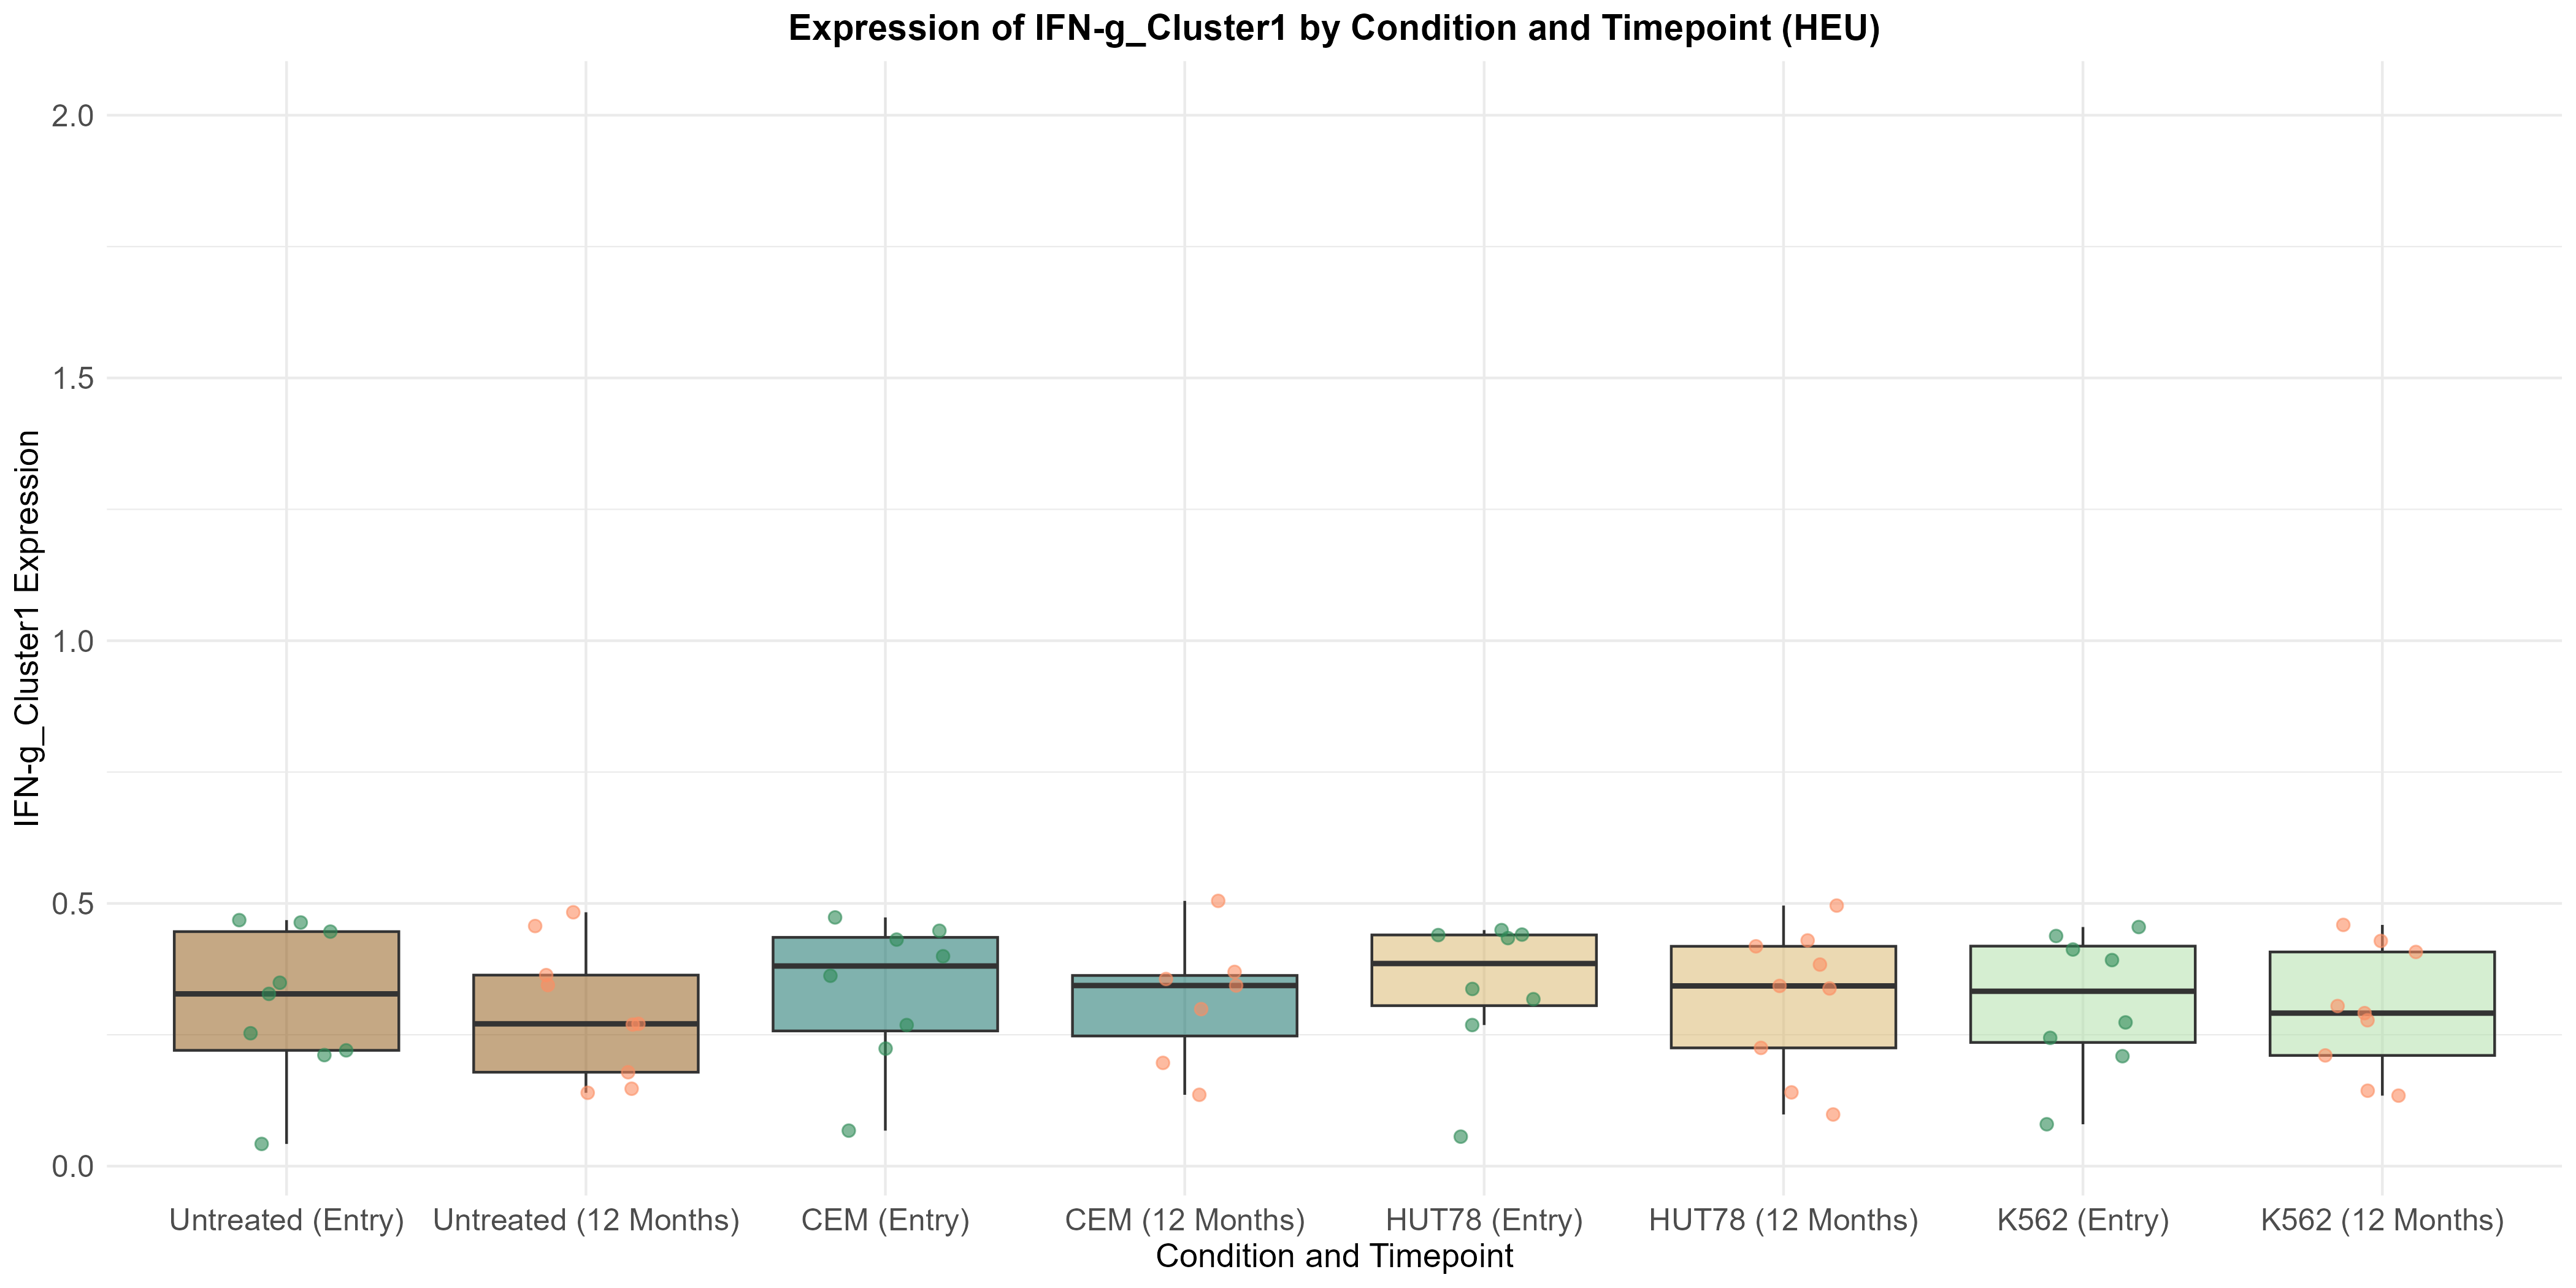 Expression of IFN-g_Cluster1 by Condition and Timepoint (HEU)
IFN-g_Cluster1 Expression
2.0
1.5
1.0
0.5
0.0
Untreated (Entry) Untreated (12 Months) CEM (Entry) CEM (12 Months) HUT78 (Entry) HUT78 (12 Months) K562 (Entry) K562 (12 Months)
Condition and Timepoint